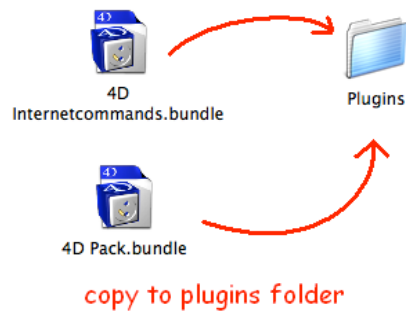 4D
Internetcommands.bundle
Plugins
4D Pack.bundle
copy to plugins folder